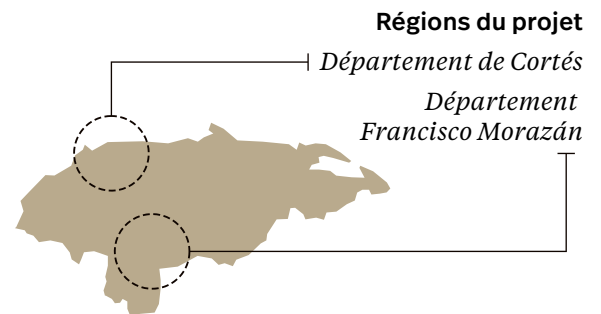 Régions du projet
Département de Cortés
Département
Francisco Morazán